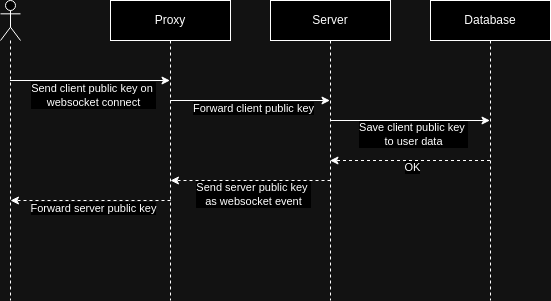 Proxy
Server
Database
Send client public key on
websocket connect
Forward client public key
Save client public key
to user data
OK
Send server public key
as websocket event
Forward server public key